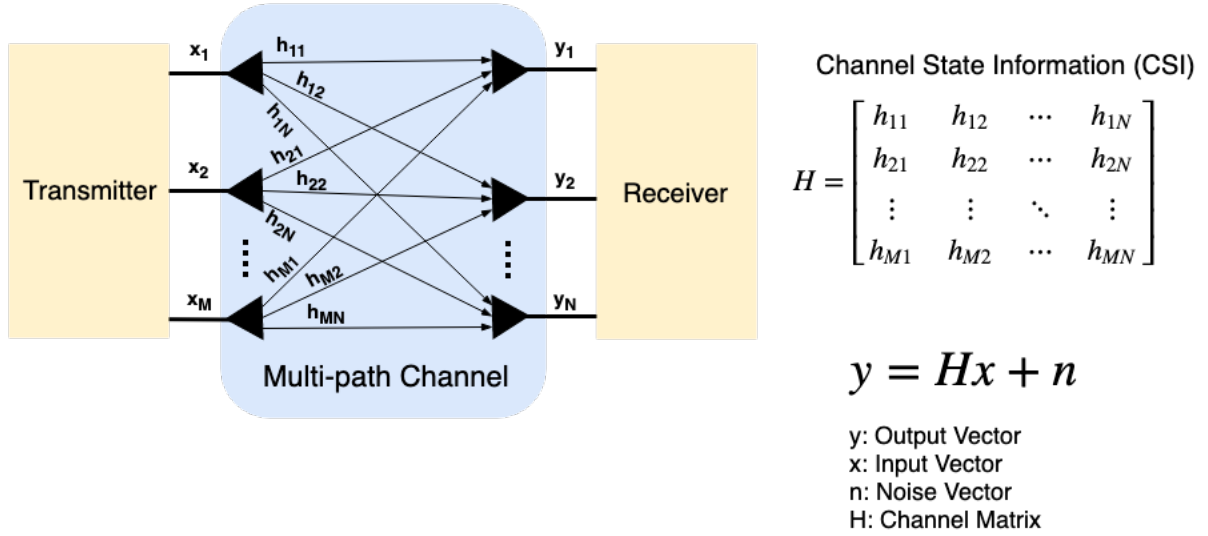 Transmitter
x1
x2
xM
h11
h12
h1N
h21
h22
h2N
hM1
hM2
hMN
Multi-path Channel
y1
y2
yN
Receiver
Channel State Information (CSI)
H = [ h11 h12 ⋯ h1N
h21 h22 ⋯ h2N
⋮ ⋮ ⋱ ⋮
hM1 hM2 ⋯ hMN ]
y = Hx + n
y: Output Vector
x: Input Vector
n: Noise Vector
H: Channel Matrix